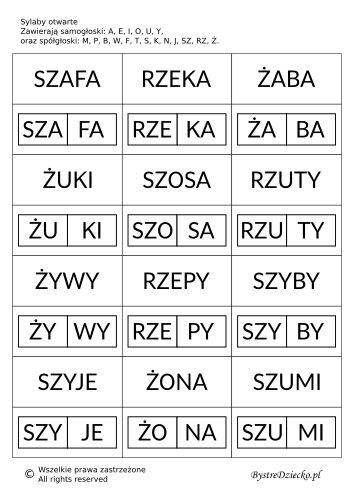 Sylaby otwarte
Zawierają samogłoski: A, E, I, O, U, Y,
oraz spółgłoski: M, P, B, W, F, T, S, K, N, J, SZ, RZ, Ż.
SZAFA RZEKA ŻABA
SZA FA RZE KA ŻA BA
ŻUKI SZOSA RZUTY
ŻU KI SZO SA RZU TY
ŻYWY RZEPY SZYBY
ŻY WY RZE PY SZY BY
SZYJE ŻONA SZUMI
SZY JE ŻO NA SZU MI
© Wszelkie prawa zastrzeżone
All rights reserved
BystreDziecko.pl